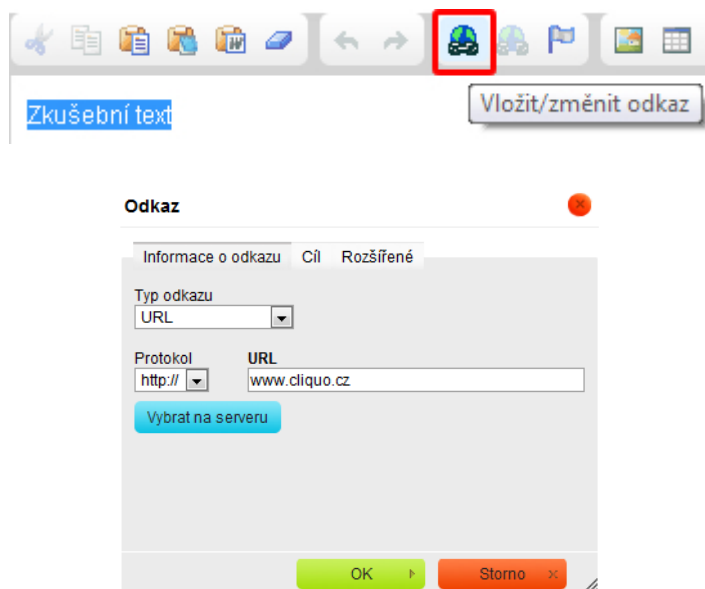 Vložit/změnit odkaz
Zkušební text
Odkaz
Informace o odkazu Cíl Rozšířené
Typ odkazu
URL
Protokol URL
http:// www.cliquo.cz
Vybrat na serveru
OK Storno